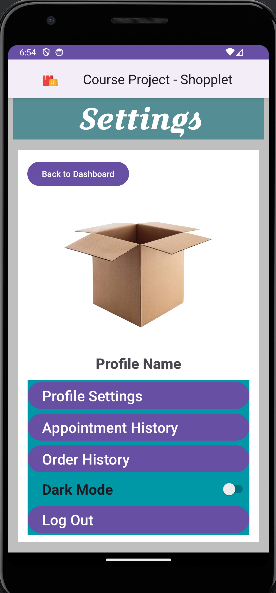 6:54
Course Project - Shopplet
Settings
Back to Dashboard
Profile Name
Profile Settings
Appointment History
Order History
Dark Mode
Log Out